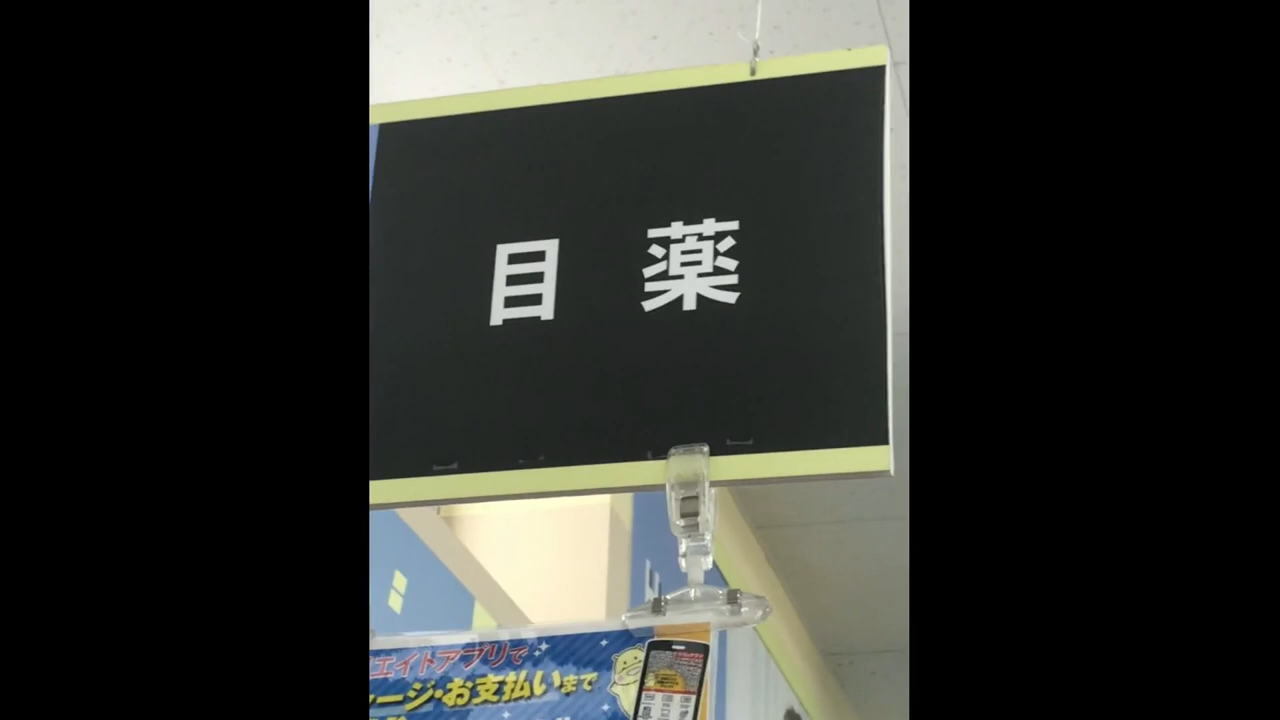 目薬
エイトアプリで
ージ・お支払いまで